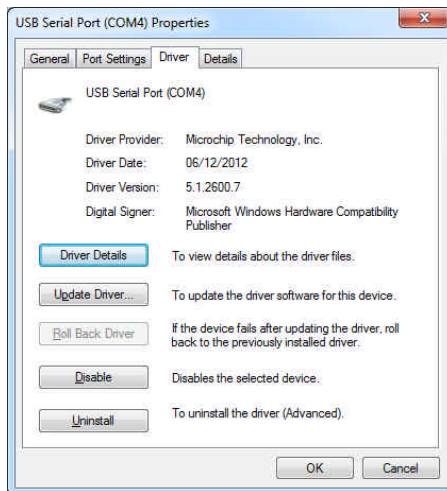 USB Serial Port (COM4) Properties
General Port Settings Driver Details
USB Serial Port (COM4)
Driver Provider: Microchip Technology, Inc.
Driver Date: 06/12/2012
Driver Version: 5.1.2600.7
Digital Signer: Microsoft Windows Hardware Compatibility
Publisher
Driver Details To view details about the driver files.
Update Driver... To update the driver software for this device.
Roll Back Driver If the device fails after updating the driver, roll
back to the previously installed driver.
Disable Disables the selected device.
Uninstall To uninstall the driver (Advanced).
OK Cancel